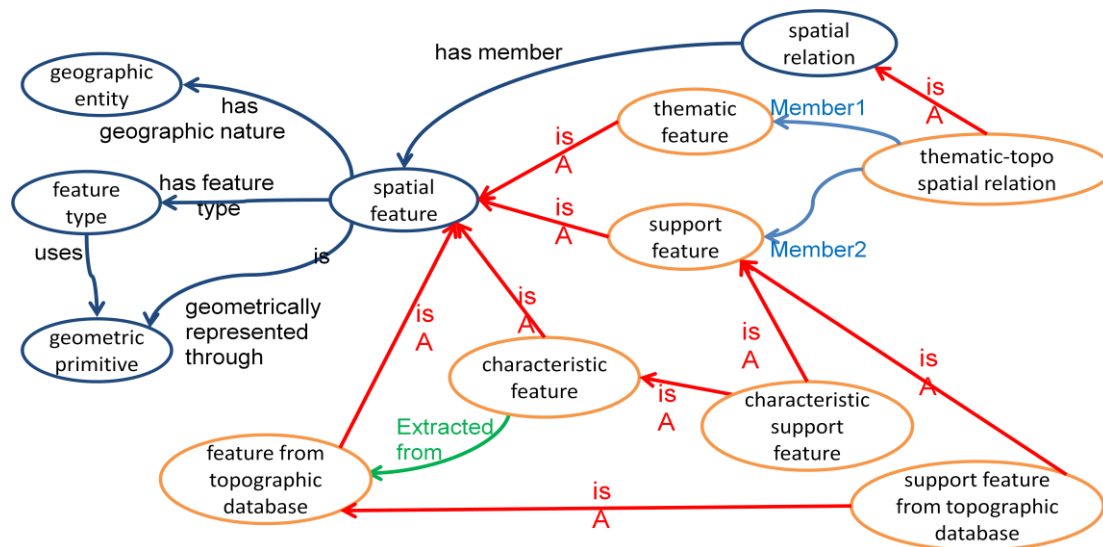 spatial
relation
has member
geographic
entity
has
geographic nature
thematic
feature
Member1
is
A
thematic-topo
spatial relation
is
A
feature
type
has feature
type
spatial
feature
is
A
support
feature
Member2
uses
is
geometrically
represented
through
geometric
primitive
is
A
is
A
characteristic
feature
is
A
is
A
is
A
characteristic
support
feature
Extracted
from
feature from
topographic
database
is
A
support feature
from topographic
database